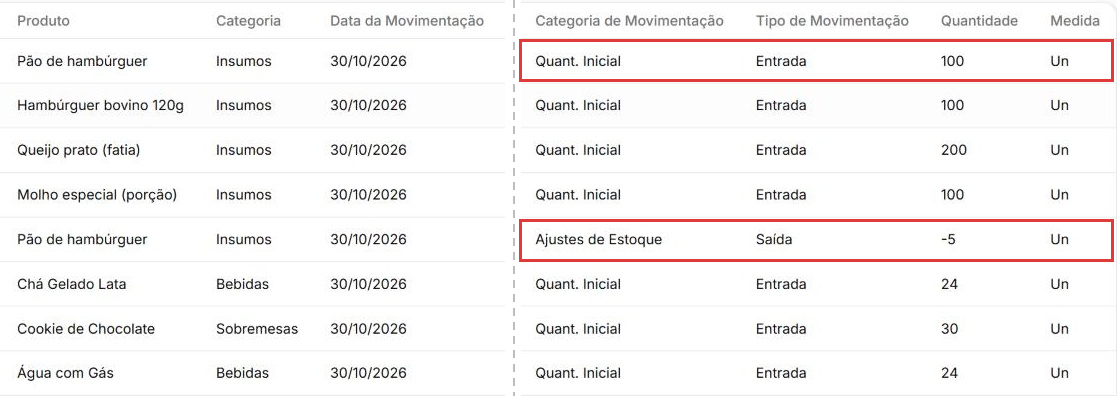 Produto Categoria Data da Movimentação Categoria de Movimentação Tipo de Movimentação Quantidade Medida
Pão de hambúrguer Insumos 30/10/2026 Quant. Inicial Entrada 100 Un
Hambúrguer bovino 120g Insumos 30/10/2026 Quant. Inicial Entrada 100 Un
Queijo prato (fatia) Insumos 30/10/2026 Quant. Inicial Entrada 200 Un
Molho especial (porção) Insumos 30/10/2026 Quant. Inicial Entrada 100 Un
Pão de hambúrguer Insumos 30/10/2026 Ajustes de Estoque Saída -5 Un
Chá Gelado Lata Bebidas 30/10/2026 Quant. Inicial Entrada 24 Un
Cookie de Chocolate Sobremesas 30/10/2026 Quant. Inicial Entrada 30 Un
Água com Gás Bebidas 30/10/2026 Quant. Inicial Entrada 24 Un